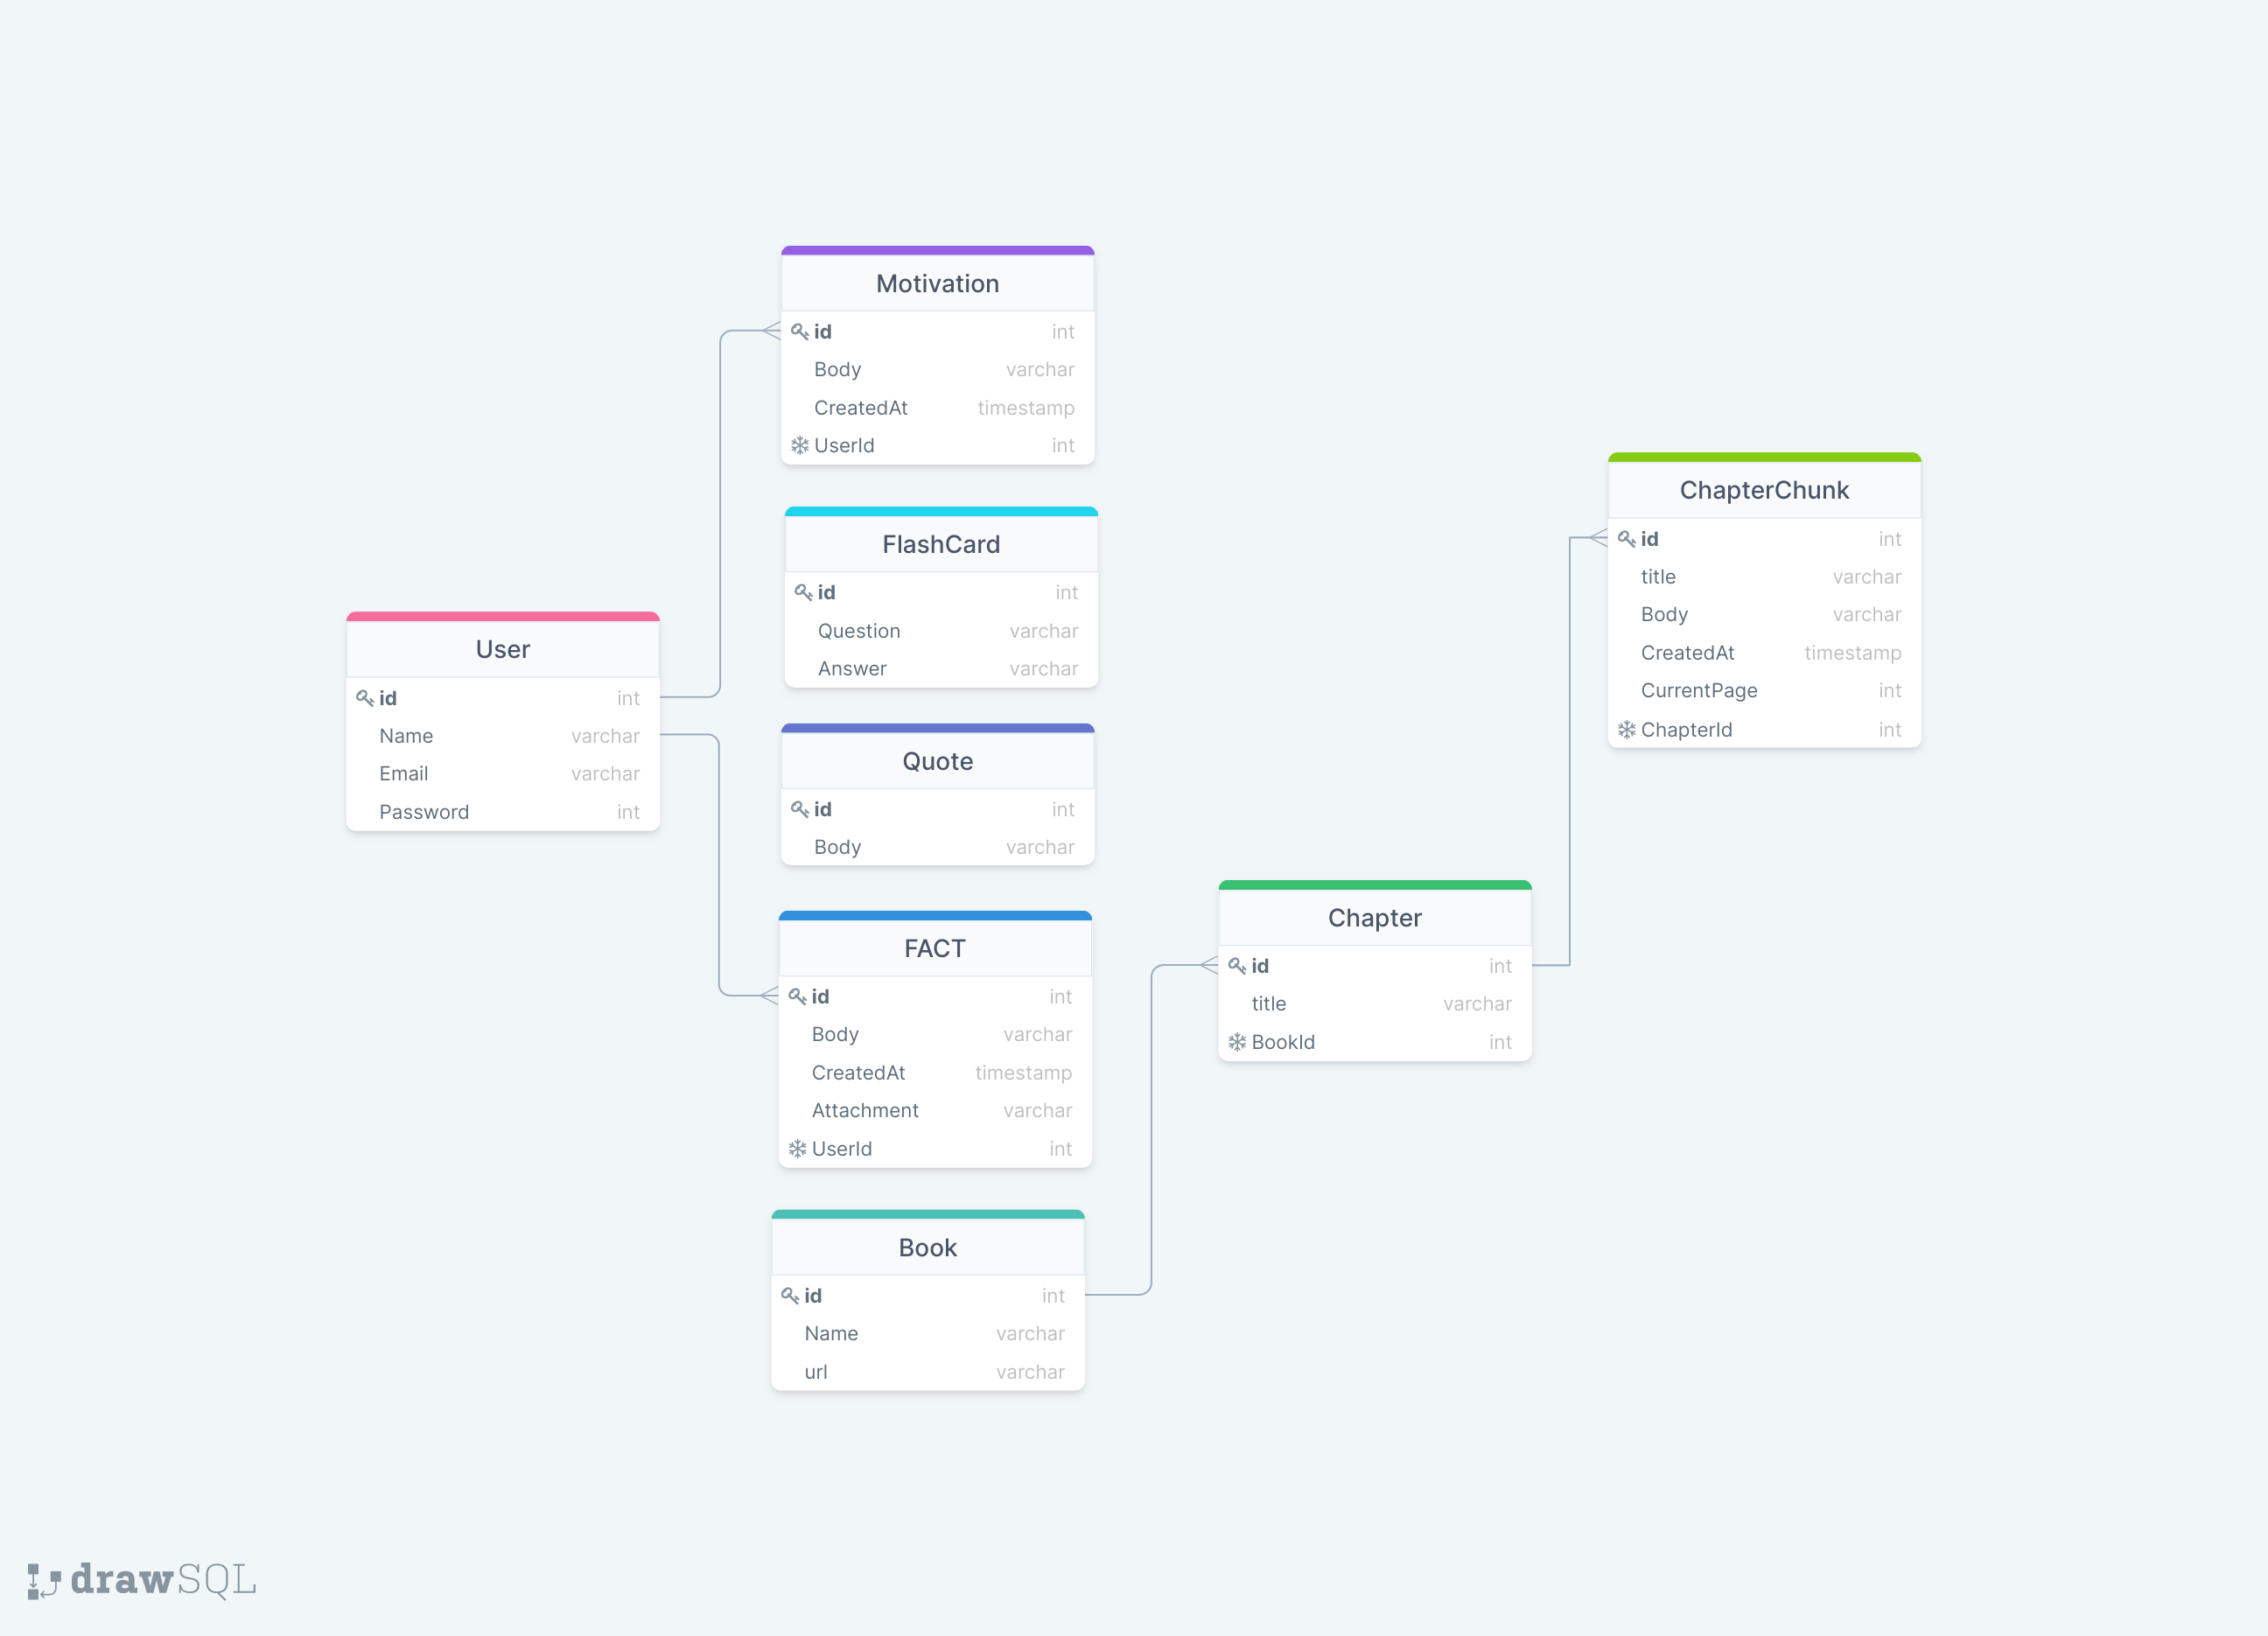 Motivation
id int
Body varchar
CreatedAt timestamp
UserId int
FlashCard
id int
Question varchar
Answer varchar
User
id int
Name varchar
Email varchar
Password int
Quote
id int
Body varchar
FACT
id int
Body varchar
CreatedAt timestamp
Attachment varchar
UserId int
Book
id int
Name varchar
url varchar
Chapter
id int
title varchar
BookId int
ChapterChunk
id int
title varchar
Body varchar
CreatedAt timestamp
CurrentPage int
ChapterId int
drawSQL